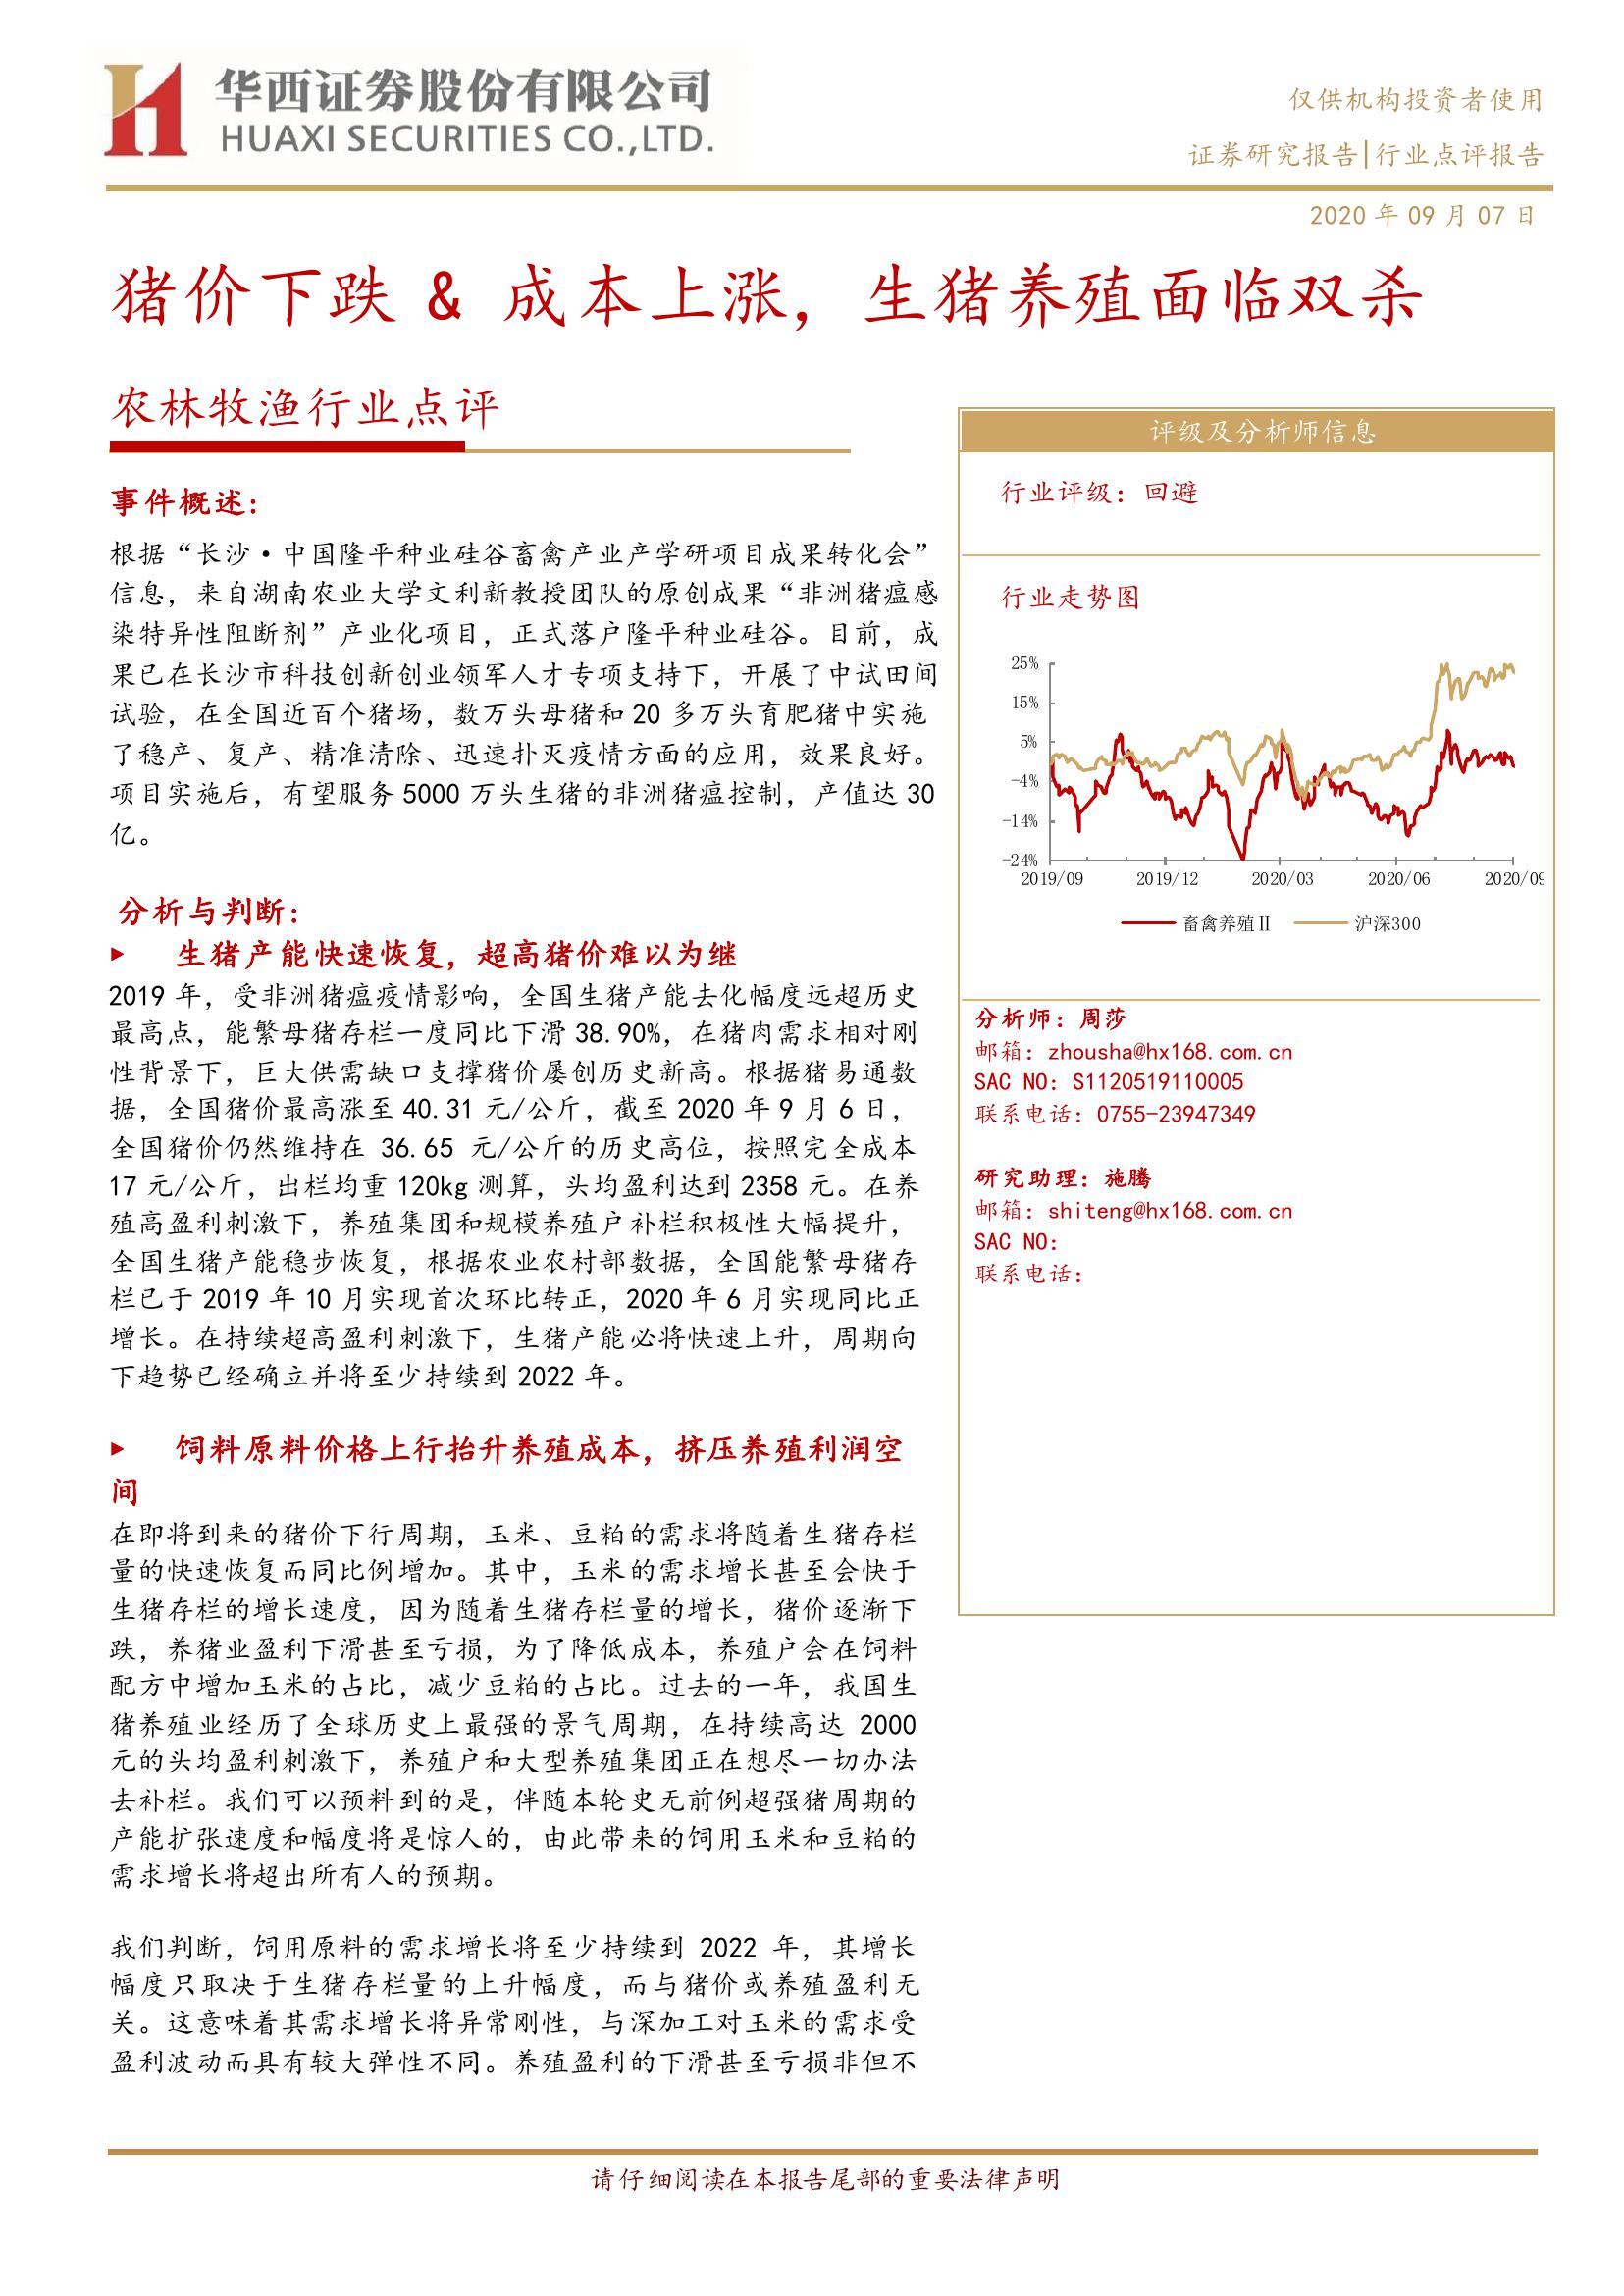 华西证券股份有限公司
HUAXI SECURITIES CO.,LTD.
仅供机构投资者使用
证券研究报告|行业点评报告
2020 年 09 月 07 日
猪价下跌 & 成本上涨，生猪养殖面临双杀
农林牧渔行业点评
事件概述：
根据“长沙·中国隆平种业硅谷畜禽产业产学研项目成果转化会”
信息，来自湖南农业大学文利新教授团队的原创成果“非洲猪瘟感
染特异性阻断剂”产业化项目，正式落户隆平种业硅谷。目前，成
果已在长沙市科技创新创业领军人才专项支持下，开展了中试田间
试验，在全国近百个猪场，数万头母猪和 20 多万头育肥猪中实施
了稳产、复产、精准清除、迅速扑灭疫情方面的应用，效果良好。
项目实施后，有望服务 5000 万头生猪的非洲猪瘟控制，产值达 30
亿。
分析与判断：
▶ 生猪产能快速恢复，超高猪价难以为继
2019 年，受非洲猪瘟疫情影响，全国生猪产能去化幅度远超历史
最高点，能繁母猪存栏一度同比下滑 38.90%，在猪肉需求相对刚
性背景下，巨大供需缺口支撑猪价屡创历史新高。根据猪易通数
据，全国猪价最高涨至 40.31 元/公斤，截至 2020 年 9 月 6 日，
全国猪价仍然维持在 36.65 元/公斤的历史高位，按照完全成本
17 元/公斤，出栏均重 120kg 测算，头均盈利达到 2358 元。在养
殖高盈利刺激下，养殖集团和规模养殖户补栏积极性大幅提升，
全国生猪产能稳步恢复，根据农业农村部数据，全国能繁母猪存
栏已于 2019 年 10 月实现首次环比转正，2020 年 6 月实现同比正
增长。在持续超高盈利刺激下，生猪产能必将快速上升，周期向
下趋势已经确立并将至少持续到 2022 年。
▶ 饲料原料价格上行抬升养殖成本，挤压养殖利润空
间
在即将到来的猪价下行周期，玉米、豆粕的需求将随着生猪存栏
量的快速恢复而同比例增加。其中，玉米的需求增长甚至会快于
生猪存栏的增长速度，因为随着生猪存栏量的增长，猪价逐渐下
跌，养猪业盈利下滑甚至亏损，为了降低成本，养殖户会在饲料
配方中增加玉米的占比，减少豆粕的占比。过去的一年，我国生
猪养殖业经历了全球历史上最强的景气周期，在持续高达 2000
元的头均盈利刺激下，养殖户和大型养殖集团正在想尽一切办法
去补栏。我们可以预料到的是，伴随本轮史无前例超强猪周期的
产能扩张速度和幅度将是惊人的，由此带来的饲用玉米和豆粕的
需求增长将超出所有人的预期。
我们判断，饲用原料的需求增长将至少持续到 2022 年，其增长
幅度只取决于生猪存栏量的上升幅度，而与猪价或养殖盈利无
关。这意味着其需求增长将异常刚性，与深加工对玉米的需求受
盈利波动而具有较大弹性不同。养殖盈利的下滑甚至亏损非但不
评级及分析师信息
行业评级：回避
行业走势图
25%
15%
5%
-4%
-14%
-24%
2019/09 2019/12 2020/03 2020/06 2020/09
畜禽养殖Ⅱ 沪深300
分析师：周莎
邮箱：zhousha@hx168.com.cn
SAC NO：S1120519110005
联系电话：0755-23947349
研究助理：施腾
邮箱：shiteng@hx168.com.cn
SAC NO：
联系电话：
请仔细阅读在本报告尾部的重要法律声明